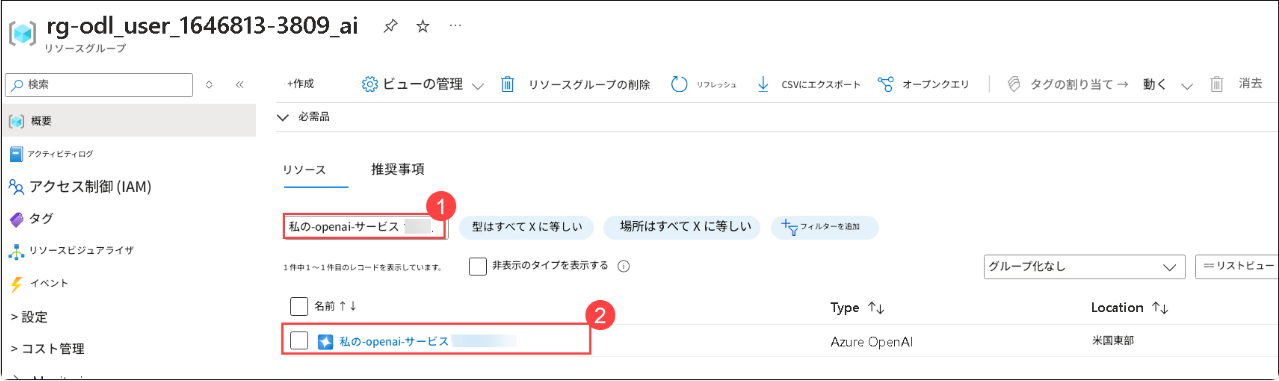 rg-odl_user_1646813-3809_ai
リソースグループ
検索
+作成 ビューの管理 リソースグループの削除 リフレッシュ CSVにエクスポート オープンクエリ タグの割り当て→ 動く 消去
概要
必需品
アクティビティログ
リソース 推奨事項
アクセス制御 (IAM)
1
タグ
私の-openai-サービス 型はすべて X に等しい 場所はすべて X に等しい フィルターを追加
リソースビジュアライザ
1 件中 1 ~ 1 件目のレコードを表示しています。 非表示のタイプを表示する グループ化なし リストビュー
イベント
名前 ↑↓ Type ↑↓ Location ↑↓
> 設定
2
私の-openai-サービス Azure OpenAI 米国東部
> コスト管理